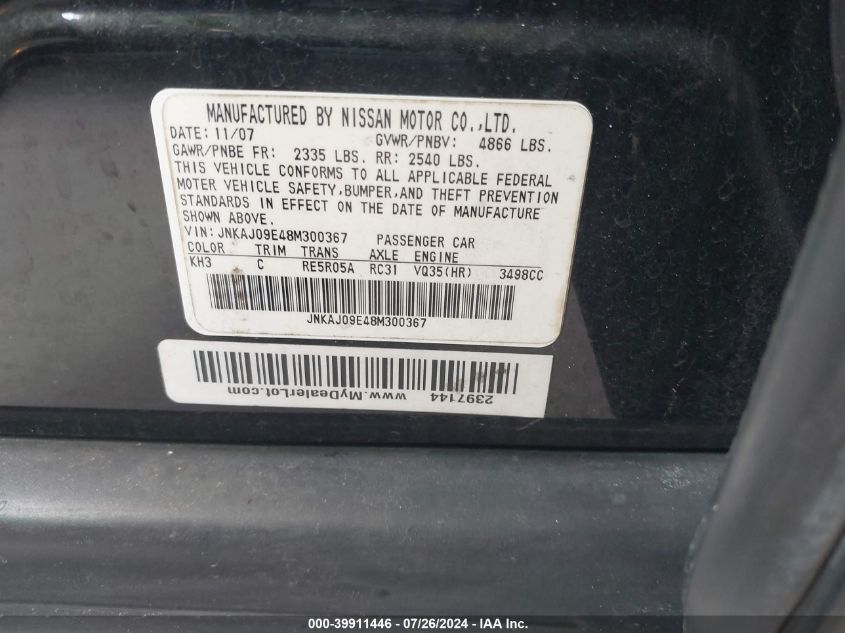 MANUFACTURED BY NISSAN MOTOR CO.,LTD.
DATE: 11/07 GVWR/PNBV: 4866 LBS.
GAWR/PNBE FR: 2335 LBS. RR: 2540 LBS.
THIS VEHICLE CONFORMS TO ALL APPLICABLE FEDERAL
MOTOR VEHICLE SAFETY,BUMPER,AND THEFT PREVENTION
STANDARDS IN EFFECT ON THE DATE OF MANUFACTURE
SHOWN ABOVE.
VIN: JNKAJ09E48M300367 PASSENGER CAR
COLOR TRIM TRANS AXLE ENGINE
KH3 C RE5R05A RC31 VQ35(HR) 3498CC
JNKAJ09E48M300367
2397144 www.MyDealerLot.com
000-39911446 - 07/26/2024 - IAA Inc.